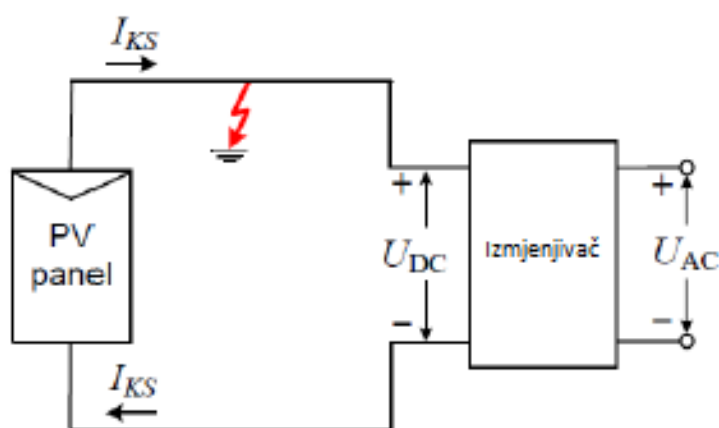 I_KS
PV
panel
I_KS
+
U_DC
−
Izmjenjivač
+
U_AC
−